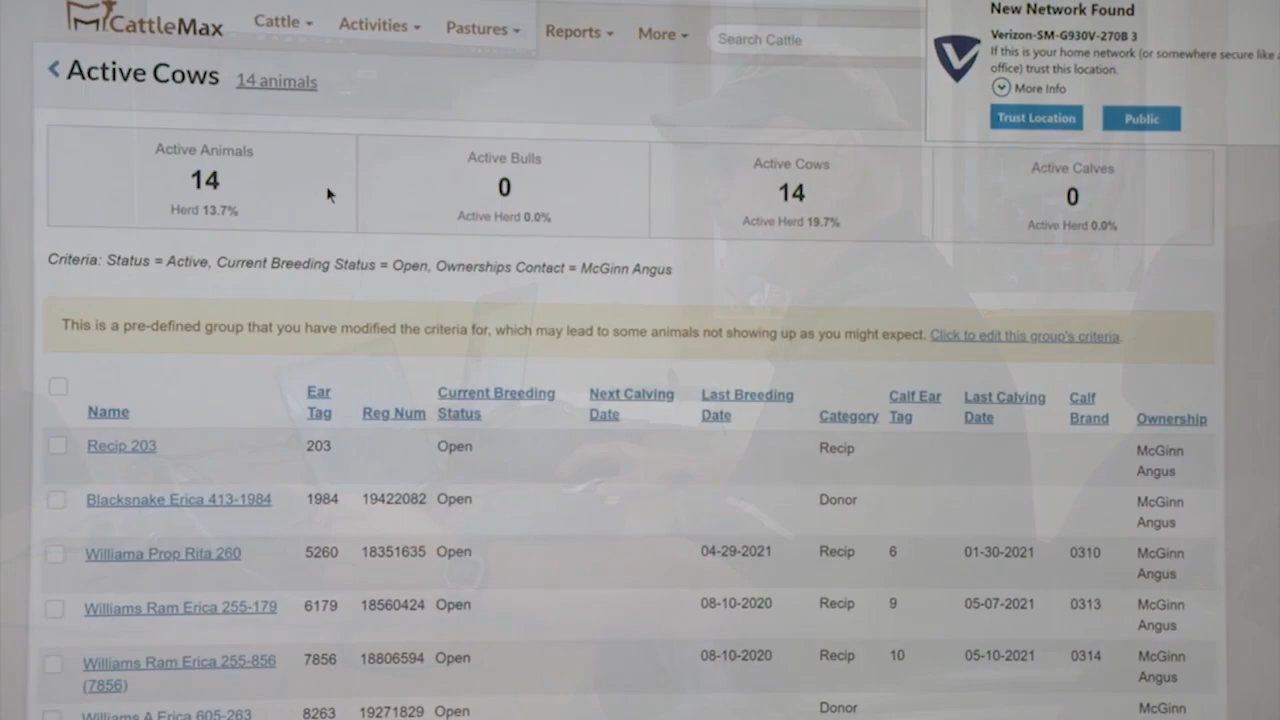 CattleMax Cattle Activities Pastures Reports More Search Cattle
New Network Found
Verizon-SM-G930V-270B 3
If this is your home network (or somewhere secure like
office) trust this location.
More Info
Trust Location Public
Active Cows 14 animals
Active Animals Active Bulls Active Cows Active Calves
14 0 14 0
Herd 13.7% Active Herd 0.0% Active Herd 19.7% Active Herd 0.0%
Criteria: Status = Active, Current Breeding Status = Open, Ownerships Contact = McGinn Angus
This is a pre-defined group that you have modified the criteria for, which may lead to some animals not showing up as you might expect. Click to edit this group's criteria.
Name Ear Tag Reg Num Current Breeding Status Next Calving Date Last Breeding Date Category Calf Ear Tag Last Calving Date Calf Brand Ownership
Recip 203 203 Open Recip McGinn Angus
Blacksnake Erica 413-1984 1984 19422082 Open Donor McGinn Angus
Williama Prop Rita 260 5260 18351635 Open 04-29-2021 Recip 6 01-30-2021 0310 McGinn Angus
Williams Ram Erica 255-179 6179 18560424 Open 08-10-2020 Recip 9 05-07-2021 0313 McGinn Angus
Williams Ram Erica 255-856 (7856) 7856 18806594 Open 08-10-2020 Recip 10 05-10-2021 0314 McGinn Angus
Williams A Erica 605-263 8263 19271829 Open Donor McGinn